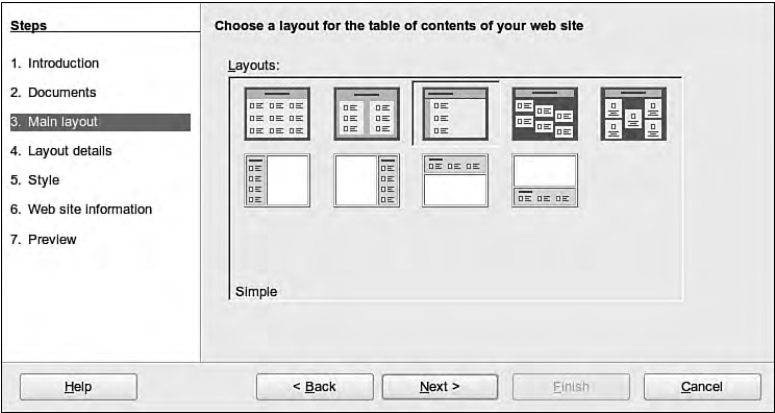 Steps
1. Introduction
2. Documents
3. Main layout
4. Layout details
5. Style
6. Web site information
7. Preview
Choose a layout for the table of contents of your web site
Layouts:
Simple
Help
< Back
Next >
Finish
Cancel